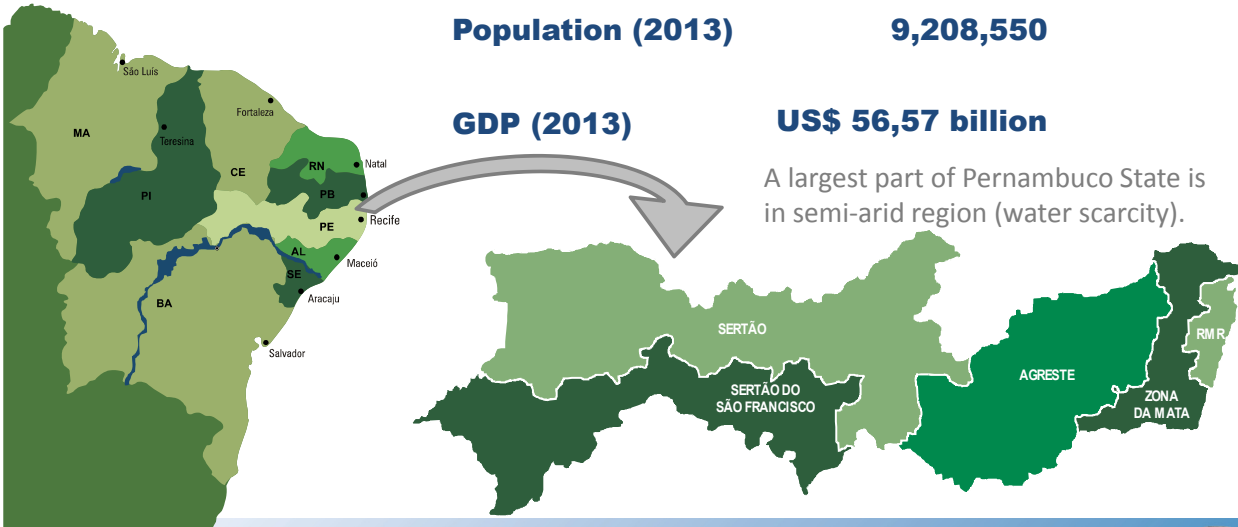 Population (2013) 9,208,550
GDP (2013) US$ 56,57 billion
A largest part of Pernambuco State is
in semi-arid region (water scarcity).
São Luís
Fortaleza
MA
Teresina
CE
RN
Natal
PI
PB
PE
Recife
AL
Maceió
SE
Aracaju
BA
Salvador
SERTÃO
SERTÃO DO
SÃO FRANCISCO
AGRESTE
ZONA
DA MATA
RMR